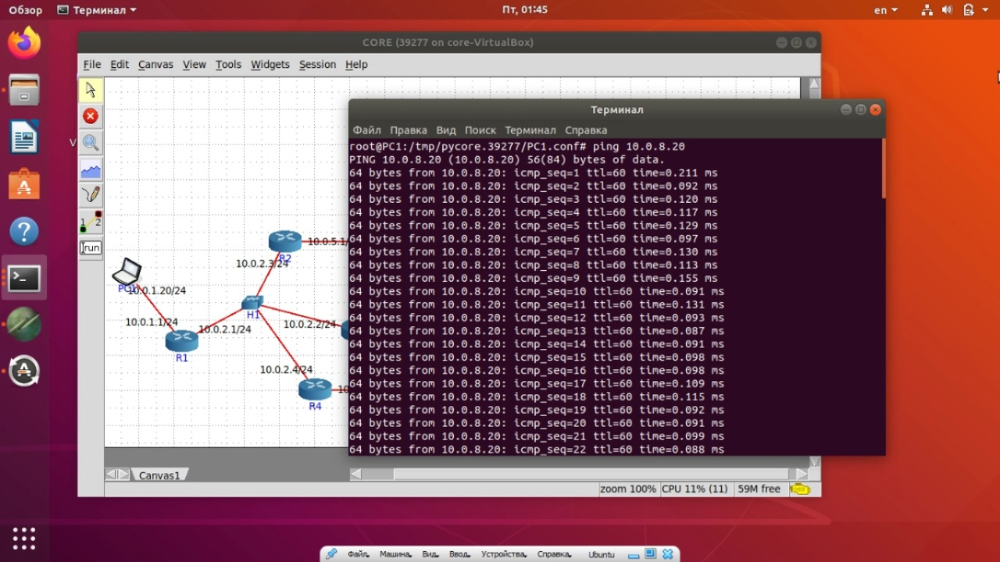 Обзор Терминал Пт, 01:45 en
CORE (39277 on core-VirtualBox)
File Edit Canvas View Tools Widgets Session Help
Терминал
Файл Правка Вид Поиск Терминал Справка
root@PC1:/tmp/pycore.39277/PC1.conf# ping 10.0.8.20
PING 10.0.8.20 (10.0.8.20) 56(84) bytes of data.
64 bytes from 10.0.8.20: icmp_seq=1 ttl=60 time=0.211 ms
64 bytes from 10.0.8.20: icmp_seq=2 ttl=60 time=0.092 ms
64 bytes from 10.0.8.20: icmp_seq=3 ttl=60 time=0.120 ms
64 bytes from 10.0.8.20: icmp_seq=4 ttl=60 time=0.117 ms
64 bytes from 10.0.8.20: icmp_seq=5 ttl=60 time=0.129 ms
64 bytes from 10.0.8.20: icmp_seq=6 ttl=60 time=0.097 ms
64 bytes from 10.0.8.20: icmp_seq=7 ttl=60 time=0.130 ms
64 bytes from 10.0.8.20: icmp_seq=8 ttl=60 time=0.113 ms
64 bytes from 10.0.8.20: icmp_seq=9 ttl=60 time=0.155 ms
64 bytes from 10.0.8.20: icmp_seq=10 ttl=60 time=0.091 ms
64 bytes from 10.0.8.20: icmp_seq=11 ttl=60 time=0.131 ms
64 bytes from 10.0.8.20: icmp_seq=12 ttl=60 time=0.093 ms
64 bytes from 10.0.8.20: icmp_seq=13 ttl=60 time=0.087 ms
64 bytes from 10.0.8.20: icmp_seq=14 ttl=60 time=0.091 ms
64 bytes from 10.0.8.20: icmp_seq=15 ttl=60 time=0.098 ms
64 bytes from 10.0.8.20: icmp_seq=16 ttl=60 time=0.098 ms
64 bytes from 10.0.8.20: icmp_seq=17 ttl=60 time=0.109 ms
64 bytes from 10.0.8.20: icmp_seq=18 ttl=60 time=0.115 ms
64 bytes from 10.0.8.20: icmp_seq=19 ttl=60 time=0.092 ms
64 bytes from 10.0.8.20: icmp_seq=20 ttl=60 time=0.091 ms
64 bytes from 10.0.8.20: icmp_seq=21 ttl=60 time=0.099 ms
64 bytes from 10.0.8.20: icmp_seq=22 ttl=60 time=0.088 ms
V
1 2
run
10.0.5.1/
R2
10.0.2.3/24
PC1
10.0.1.20/24
H1
10.0.1.1/24
10.0.2.1/24
10.0.2.2/24
R1
10.0.2.4/24
10
R4
Canvas1
zoom 100% CPU 11% (11) 59M free
Файл Машина Вид Ввод Устройства Справка Ubuntu